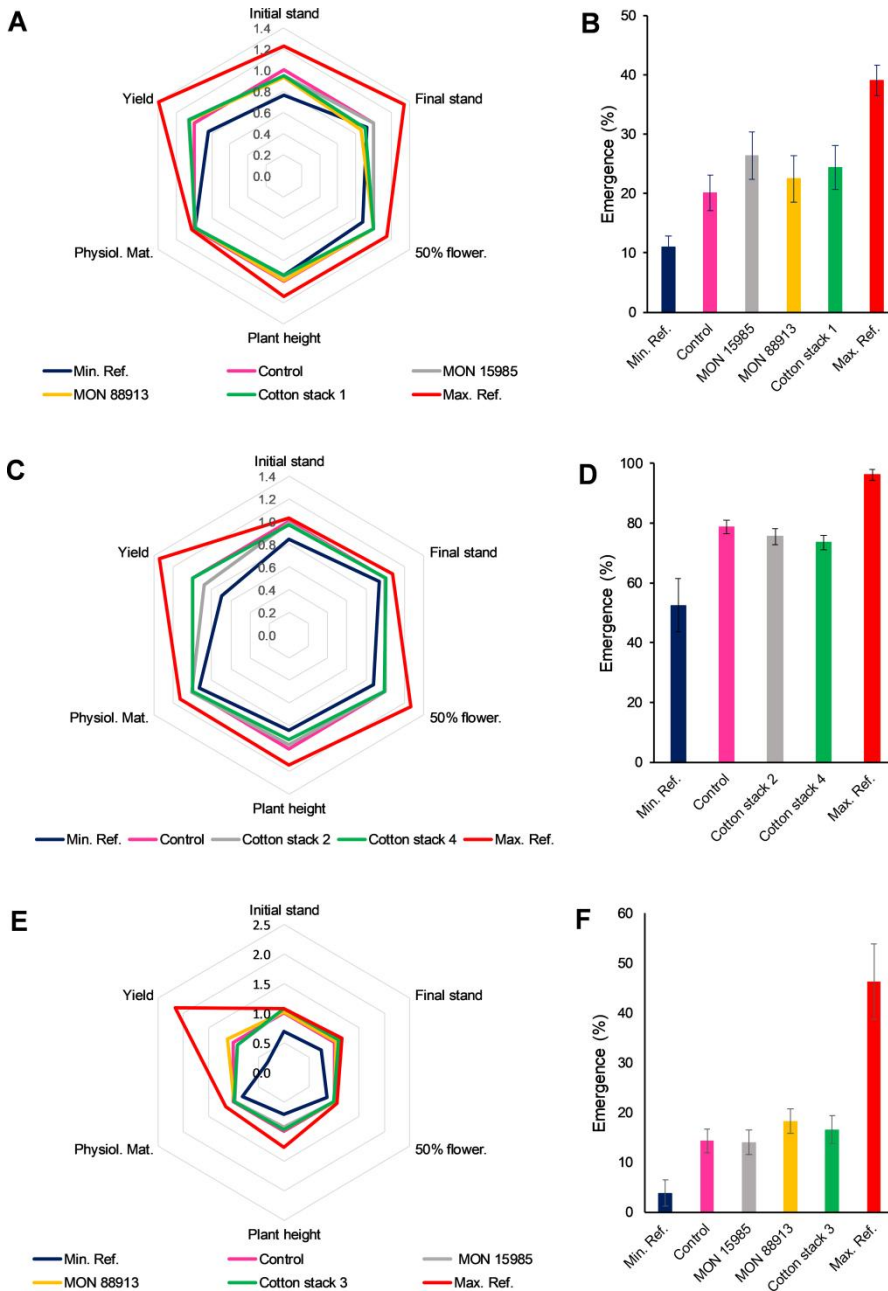 A
Initial stand
1.4
1.2
1.0
0.8
0.6
0.4
0.2
0.0
Yield
Final stand
Physiol. Mat.
50% flower.
Plant height
Min. Ref.
Control
MON 15985
MON 88913
Cotton stack 1
Max. Ref.
B
Emergence (%)
50
40
30
20
10
0
Min. Ref.
Control
MON 15985
MON 88913
Cotton stack 1
Max. Ref.
C
Initial stand
1.4
1.2
1.0
0.8
0.6
0.4
0.2
0.0
Yield
Final stand
Physiol. Mat.
50% flower.
Plant height
Min. Ref.
Control
Cotton stack 2
Cotton stack 4
Max. Ref.
D
Emergence (%)
100
80
60
40
20
0
Min. Ref.
Control
Cotton stack 2
Cotton stack 4
Max. Ref.
E
Initial stand
2.5
2.0
1.5
1.0
0.5
0.0
Yield
Final stand
Physiol. Mat.
50% flower.
Plant height
Min. Ref.
Control
MON 15985
MON 88913
Cotton stack 3
Max. Ref.
F
Emergence (%)
60
50
40
30
20
10
0
Min. Ref.
Control
MON 15985
MON 88913
Cotton stack 3
Max. Ref.